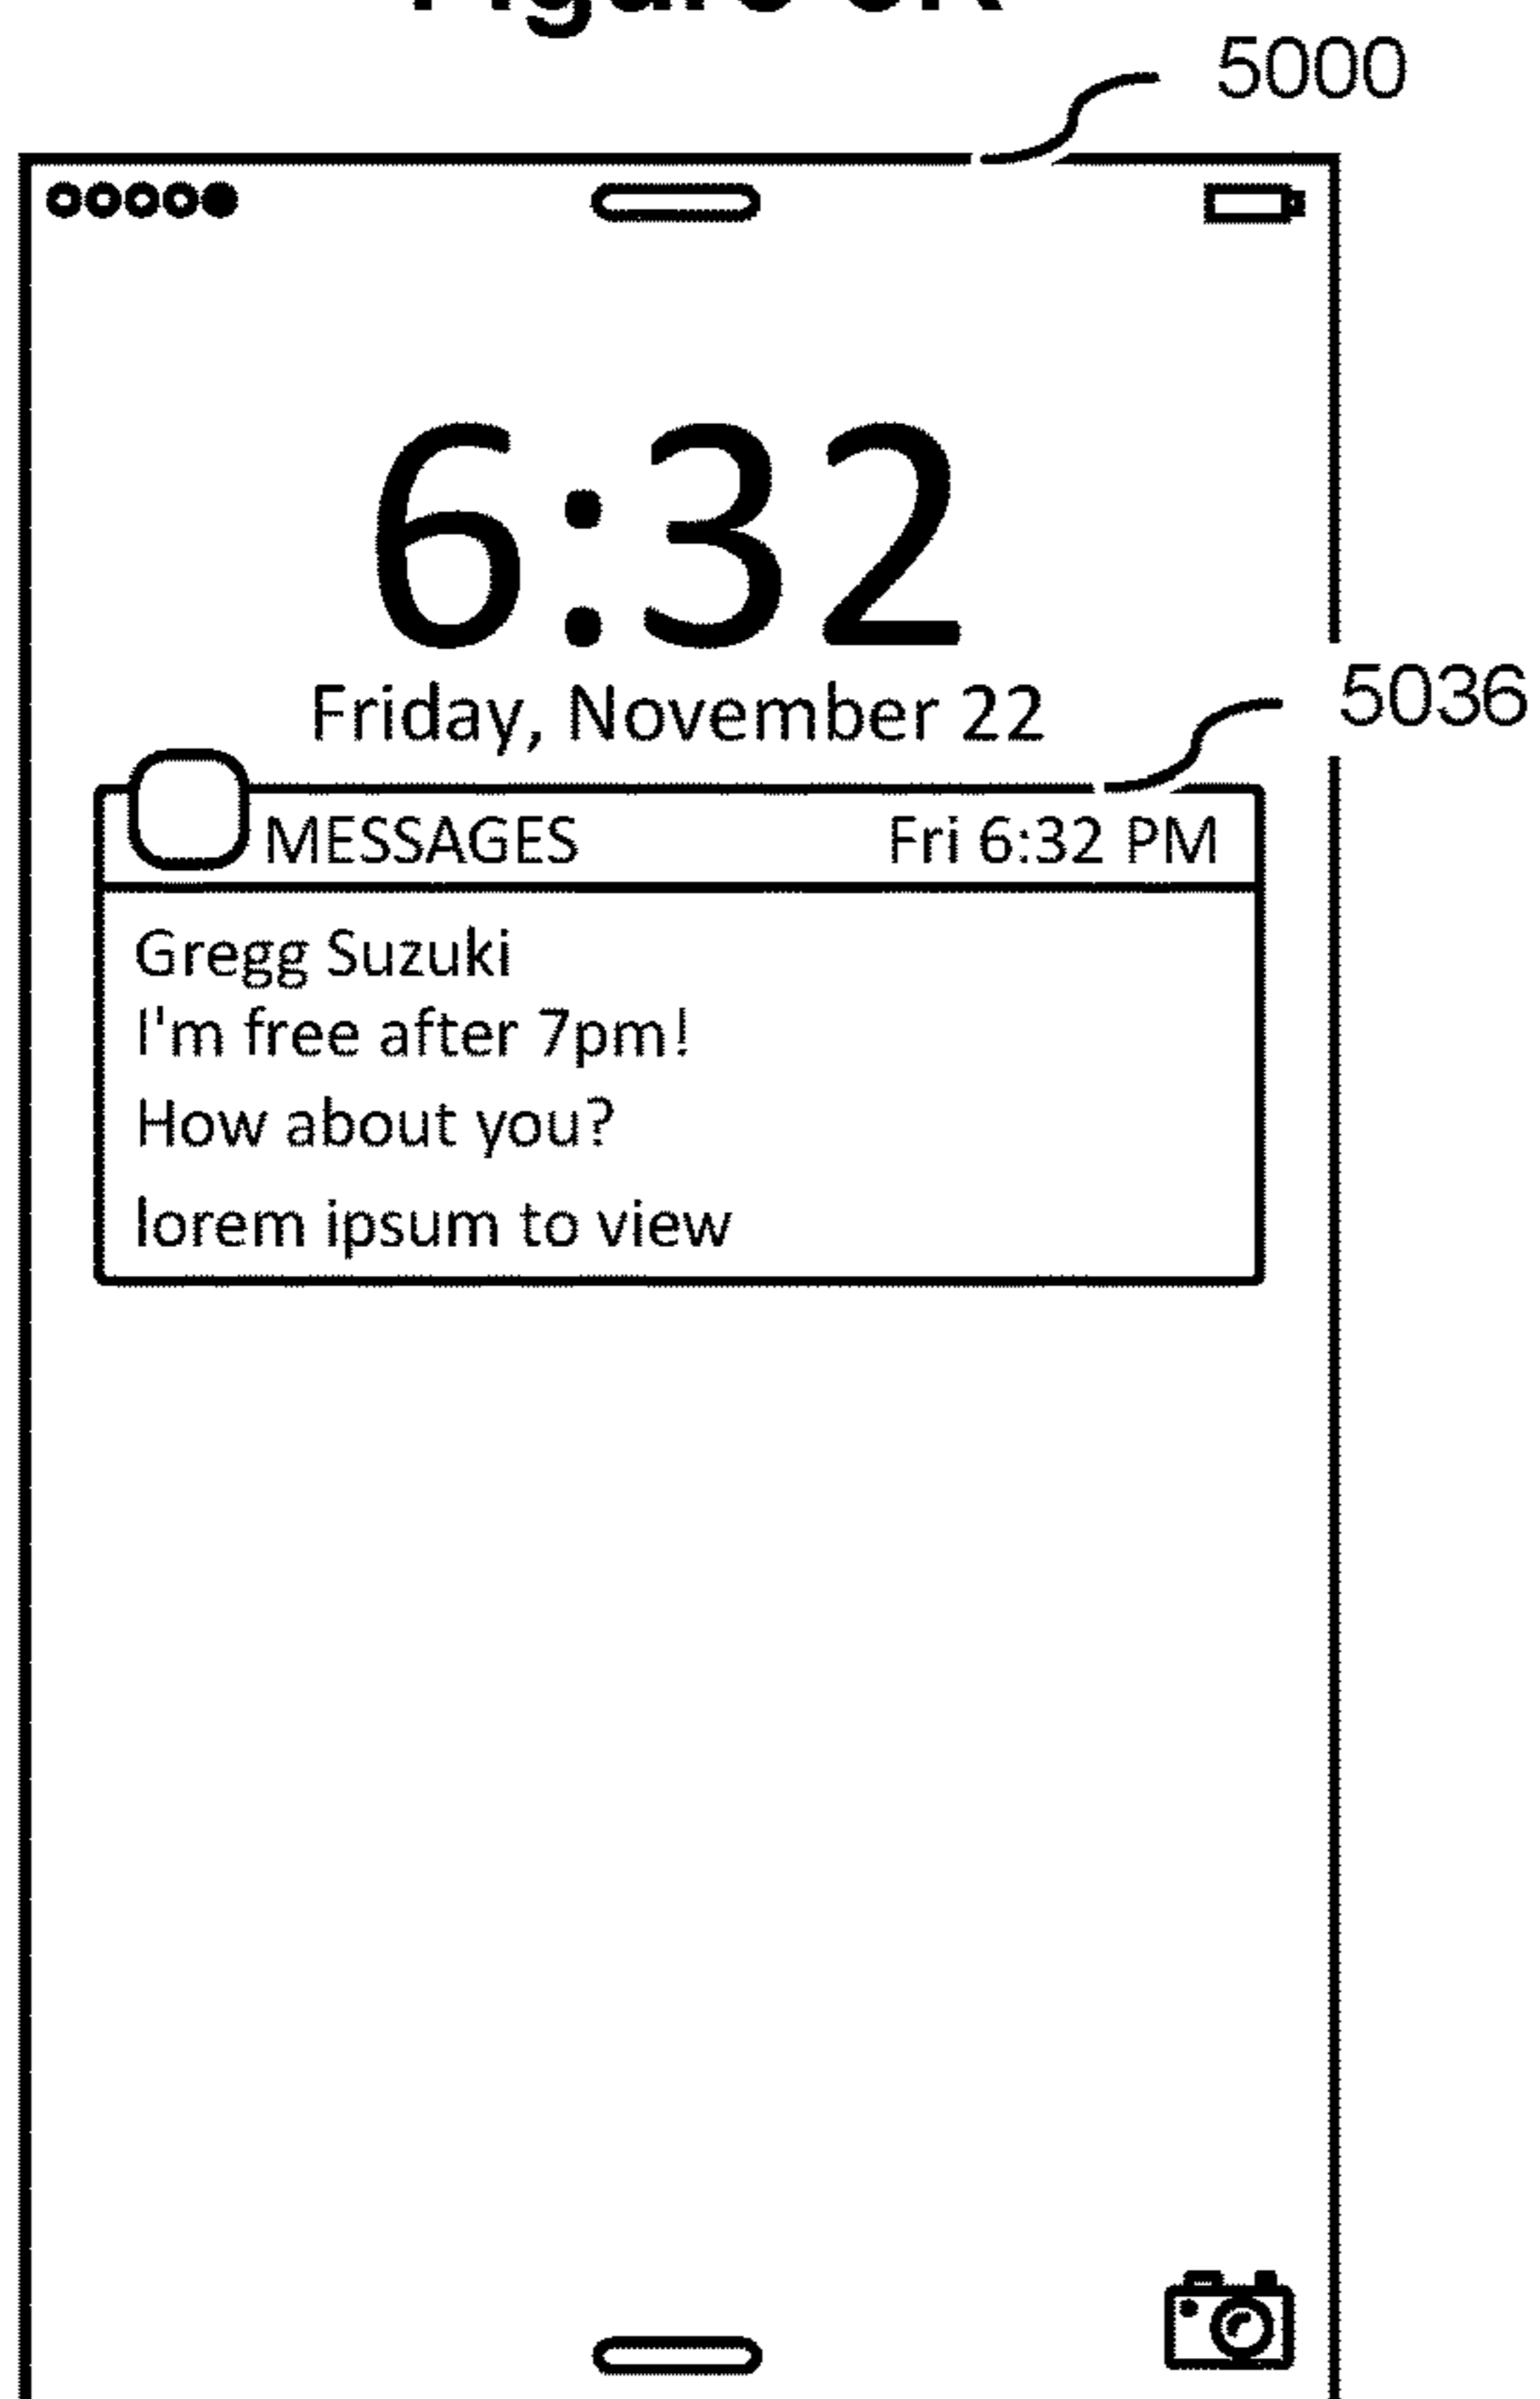 5000
6:32
Friday, November 22
5036
MESSAGES Fri 6:32 PM
Gregg Suzuki
I'm free after 7pm!
How about you?
lorem ipsum to view